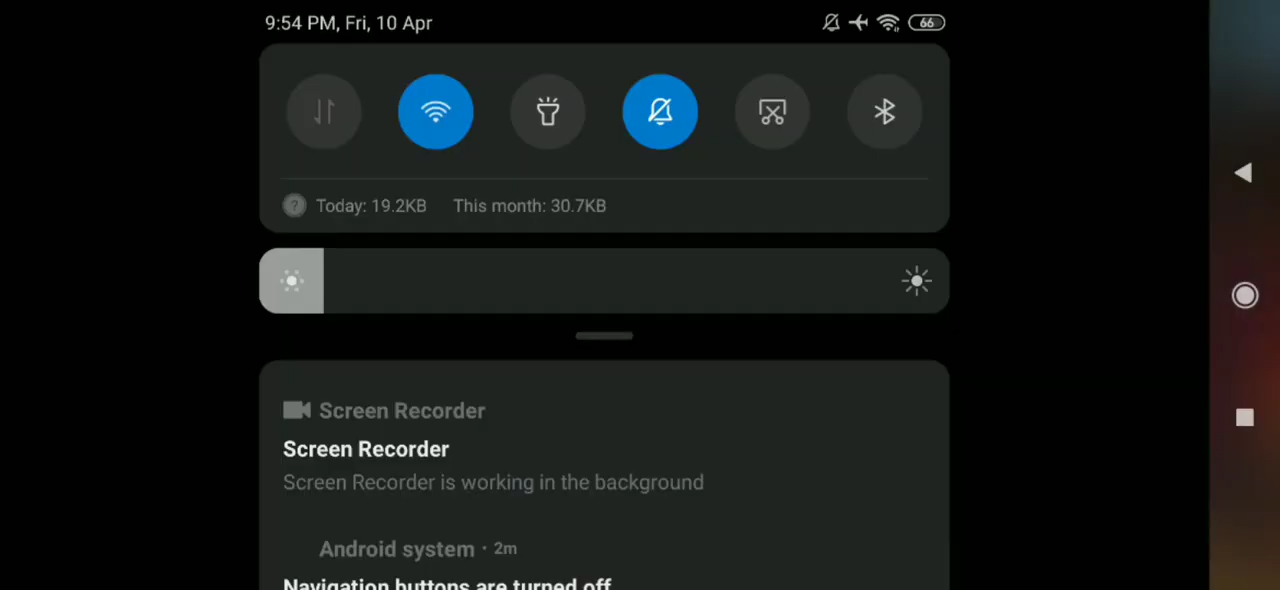 9:54 PM, Fri, 10 Apr
66
? Today: 19.2KB This month: 30.7KB
Screen Recorder
Screen Recorder
Screen Recorder is working in the background
Android system · 2m
Navigation buttons are turned off